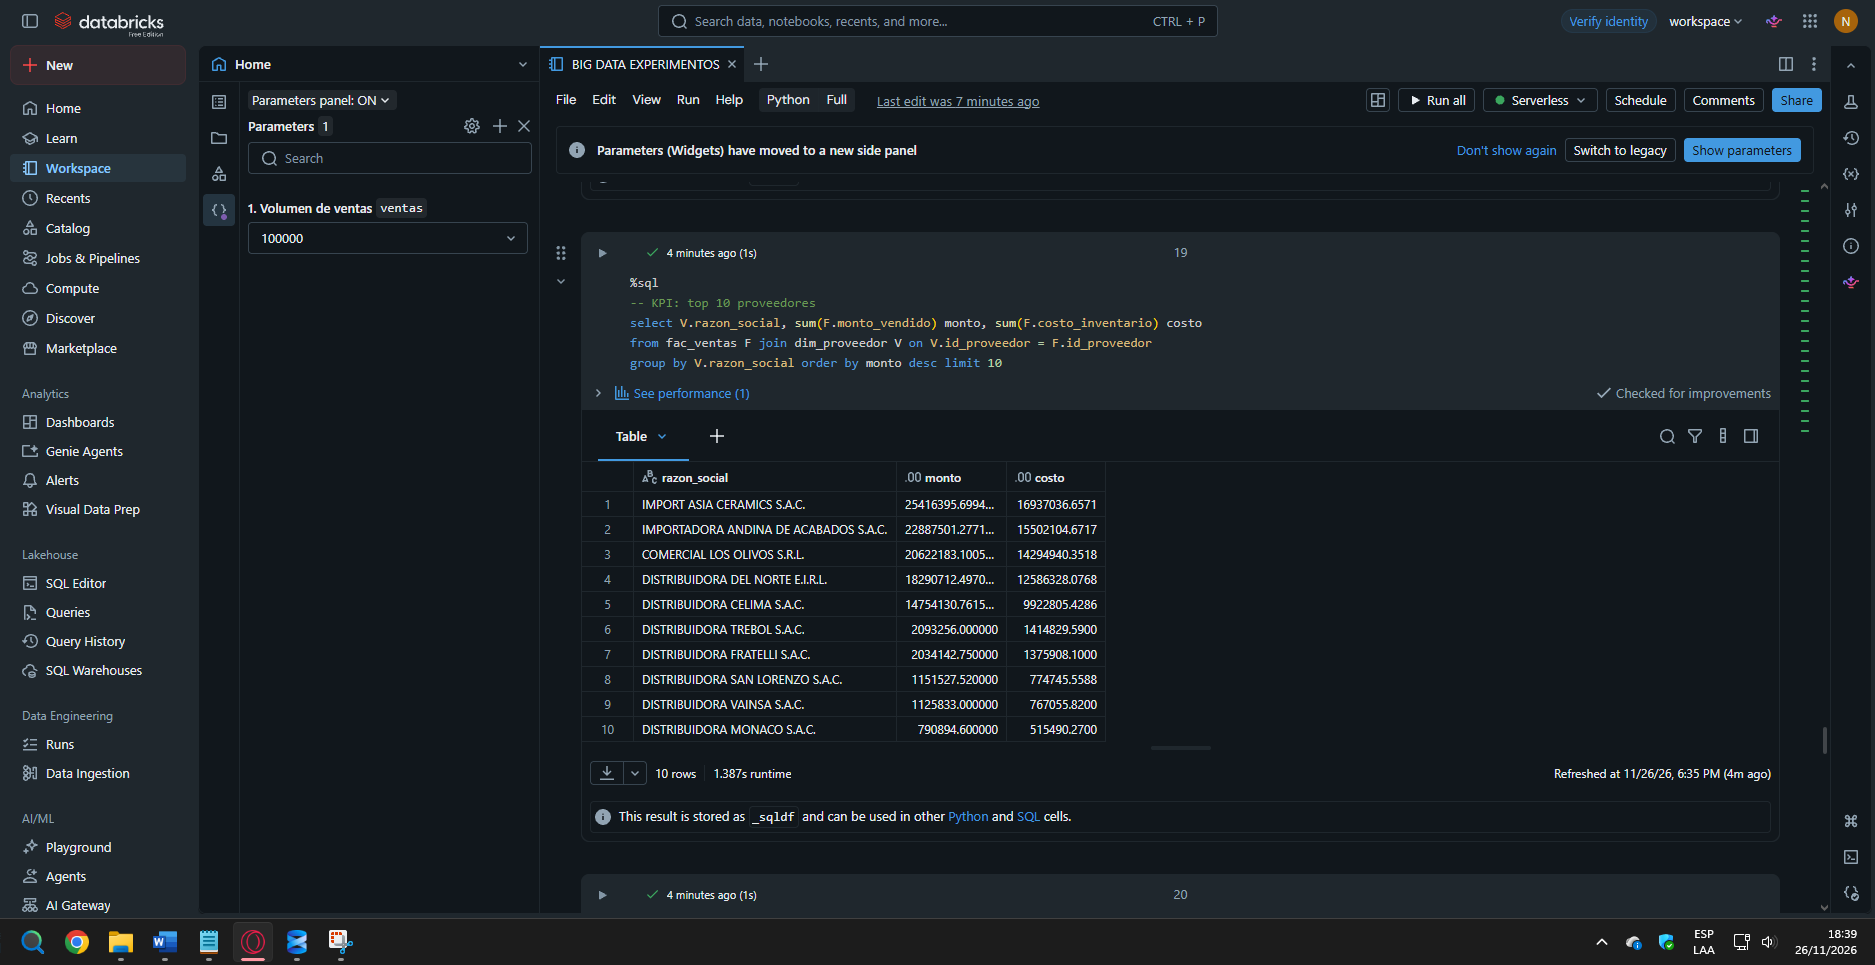 databricks
Free Edition
Search data, notebooks, recents, and more...
CTRL + P
Verify identity
workspace
N
New
Home
Learn
Workspace
Recents
Catalog
Jobs & Pipelines
Compute
Discover
Marketplace
Analytics
Dashboards
Genie Agents
Alerts
Visual Data Prep
Lakehouse
SQL Editor
Queries
Query History
SQL Warehouses
Data Engineering
Runs
Data Ingestion
AI/ML
Playground
Agents
AI Gateway
Home
Parameters panel: ON
Parameters 1
Search
1. Volumen de ventas ventas
100000
BIG DATA EXPERIMENTOS
File Edit View Run Help Python Full Last edit was 7 minutes ago
Run all Serverless Schedule Comments Share
Parameters (Widgets) have moved to a new side panel
Don't show again Switch to legacy Show parameters
4 minutes ago (1s) 19
%sql
-- KPI: top 10 proveedores
select V.razon_social, sum(F.monto_vendido) monto, sum(F.costo_inventario) costo
from fac_ventas F join dim_proveedor V on V.id_proveedor = F.id_proveedor
group by V.razon_social order by monto desc limit 10
See performance (1) Checked for improvements
Table
razon_social .00 monto .00 costo
1 IMPORT ASIA CERAMICS S.A.C. 25416395.6994... 16937036.6571
2 IMPORTADORA ANDINA DE ACABADOS S.A.C. 22887501.2771... 15502104.6717
3 COMERCIAL LOS OLIVOS S.R.L. 20622183.1005... 14294940.3518
4 DISTRIBUIDORA DEL NORTE E.I.R.L. 18290712.4970... 12586328.0768
5 DISTRIBUIDORA CELIMA S.A.C. 14754130.7615... 9922805.4286
6 DISTRIBUIDORA TREBOL S.A.C. 2093256.000000 1414829.5900
7 DISTRIBUIDORA FRATELLI S.A.C. 2034142.750000 1375908.1000
8 DISTRIBUIDORA SAN LORENZO S.A.C. 1151527.520000 774745.5588
9 DISTRIBUIDORA VAINSA S.A.C. 1125833.000000 767055.8200
10 DISTRIBUIDORA MONACO S.A.C. 790894.600000 515490.2700
10 rows 1.387s runtime
Refreshed at 11/26/26, 6:35 PM (4m ago)
This result is stored as _sqldf and can be used in other Python and SQL cells.
4 minutes ago (1s) 20
ESP
LAA
18:39
26/11/2026